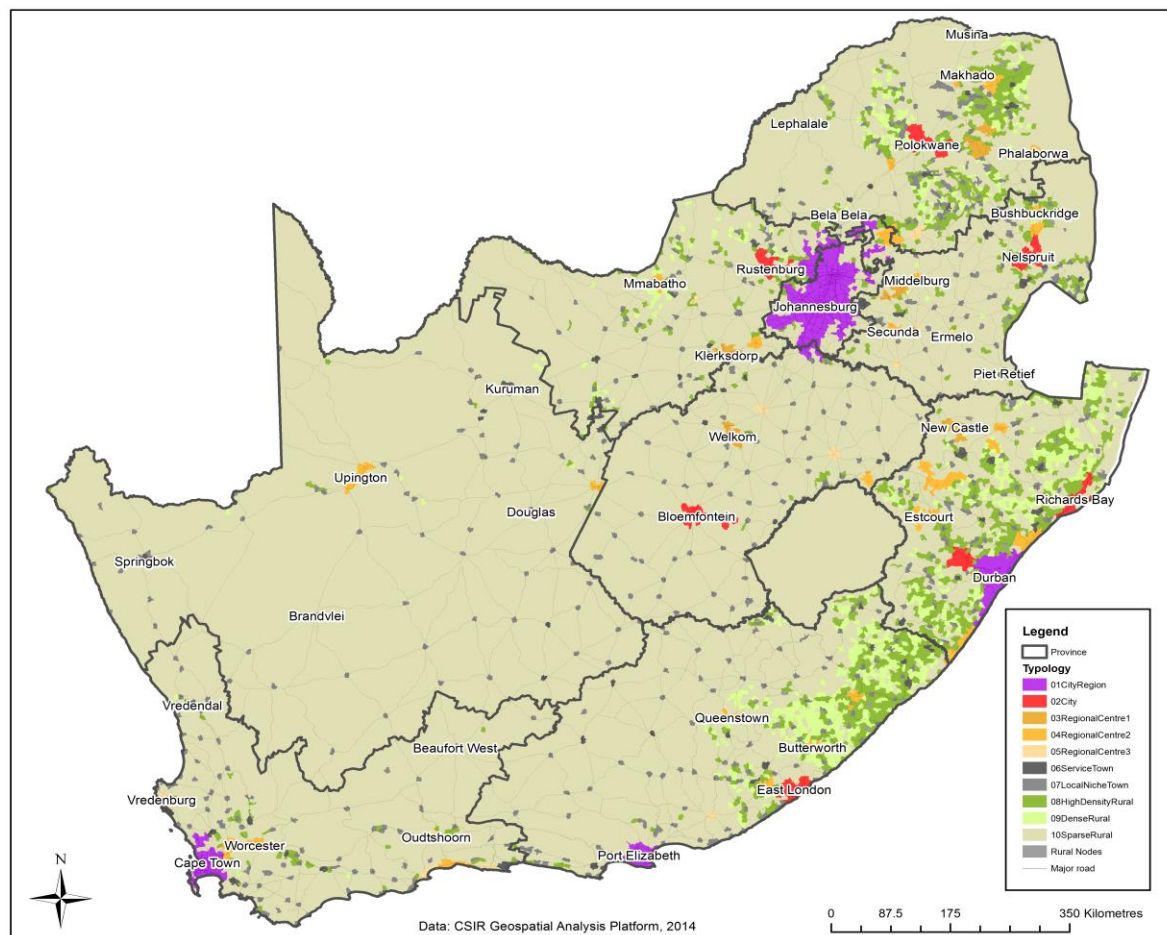 Musina
Makhado
Lephalale
Polokwane
Phalaborwa
Bela Bela
Bushbuckridge
Rustenburg
Nelspruit
Mmabatho
Middelburg
Johannesburg
Secunda
Ermelo
Klerksdorp
Piet Retief
Kuruman
New Castle
Welkom
Upington
Richards Bay
Douglas
Bloemfontein
Estcourt
Springbok
Durban
Brandvlei
Vredendal
Queenstown
Beaufort West
Butterworth
East London
Vredenburg
Oudtshoorn
Worcester
Port Elizabeth
Cape Town
Legend
Province
Typology
01CityRegion
02City
03RegionalCentre1
04RegionalCentre2
05RegionalCentre3
06ServiceTown
07LocalNicheTown
08HighDensityRural
09DenseRural
10SparseRural
Rural Nodes
Major road
N
Data: CSIR Geospatial Analysis Platform, 2014
0 87.5 175 350 Kilometres